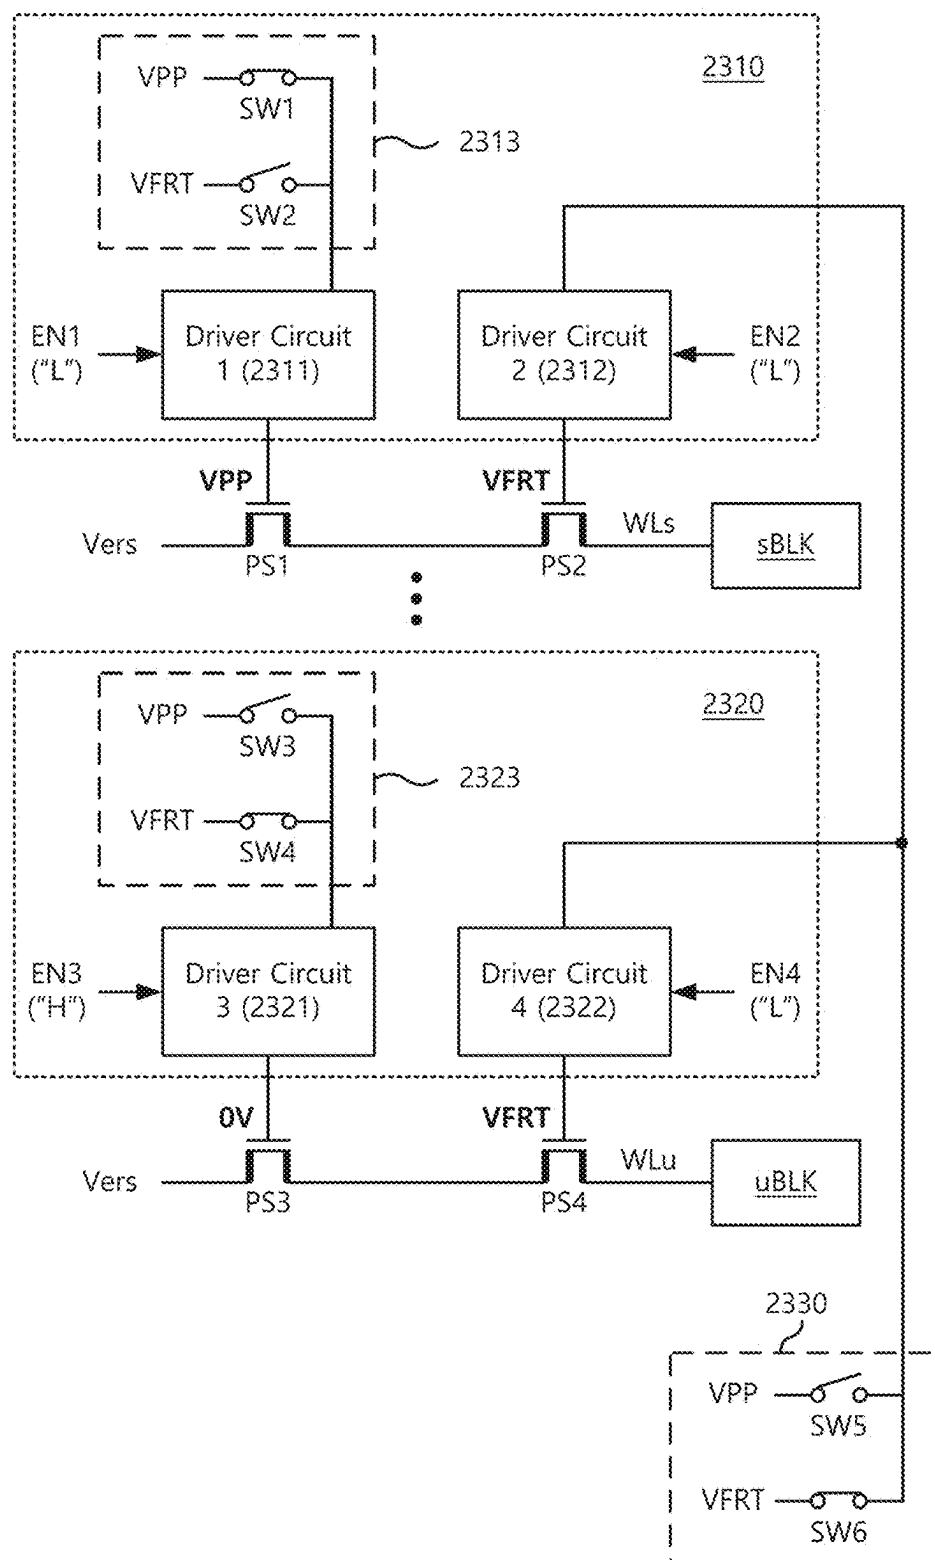 2310
VPP
SW1
2313
VFRT
SW2
EN1
("L")
Driver Circuit
1 (2311)
Driver Circuit
2 (2312)
EN2
("L")
VPP
VFRT
Vers
PS1
PS2
WLs
sBLK
2320
VPP
SW3
2323
VFRT
SW4
EN3
("H")
Driver Circuit
3 (2321)
Driver Circuit
4 (2322)
EN4
("L")
0V
VFRT
Vers
PS3
PS4
WLu
uBLK
2330
VPP
SW5
VFRT
SW6